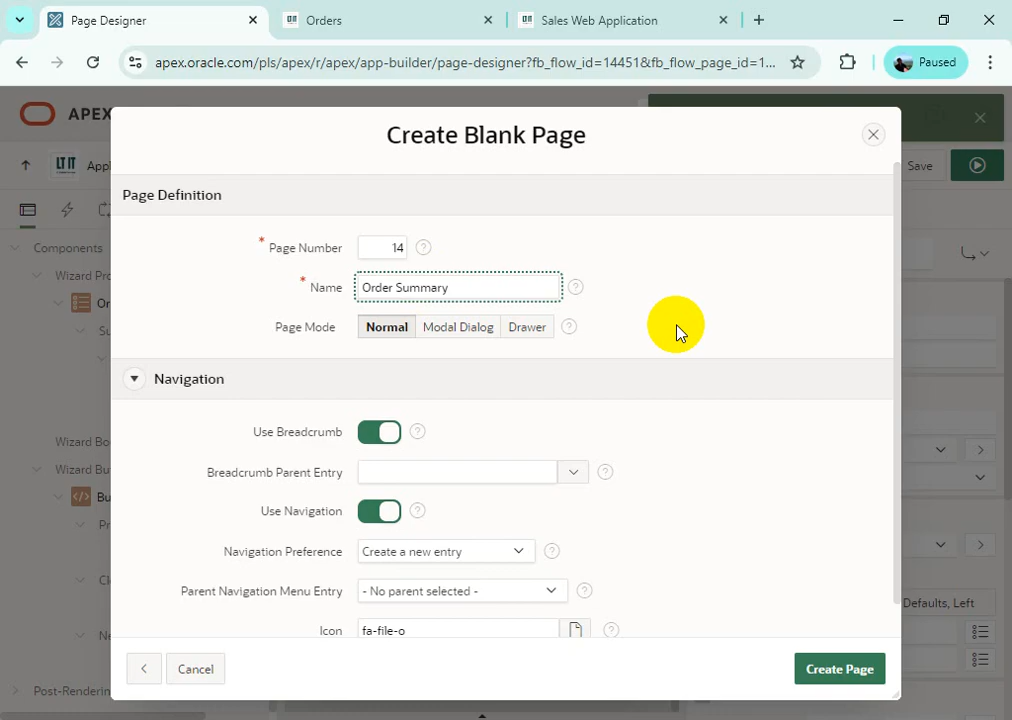 Page Designer
Orders
Sales Web Application
apex.oracle.com/pls/apex/r/apex/app-builder/page-designer?fb_flow_id=14451&fb_flow_page_id=1...
Paused
APEX
LT IT
Save
Create Blank Page
Page Definition
Components
* Page Number 14
* Name Order Summary
Page Mode Normal Modal Dialog Drawer
Navigation
Use Breadcrumb
Breadcrumb Parent Entry
Use Navigation
Navigation Preference Create a new entry
Parent Navigation Menu Entry - No parent selected -
Defaults, Left
Icon fa-file-o
Cancel
Create Page